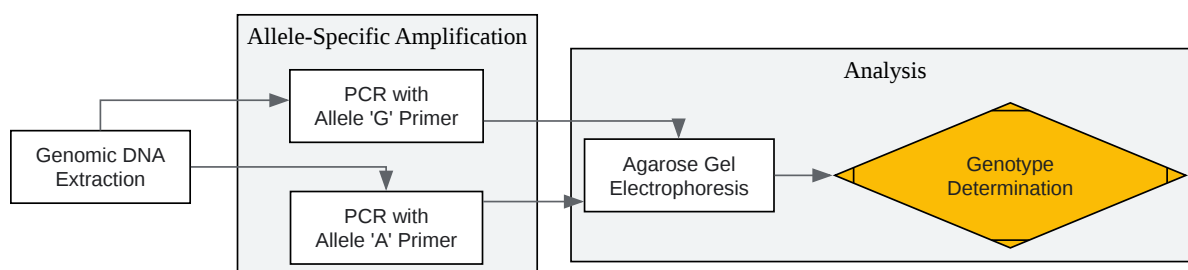 Allele-Specific Amplification
PCR with
Allele 'G' Primer
Genomic DNA
Extraction
PCR with
Allele 'A' Primer
Analysis
Agarose Gel
Electrophoresis
Genotype
Determination